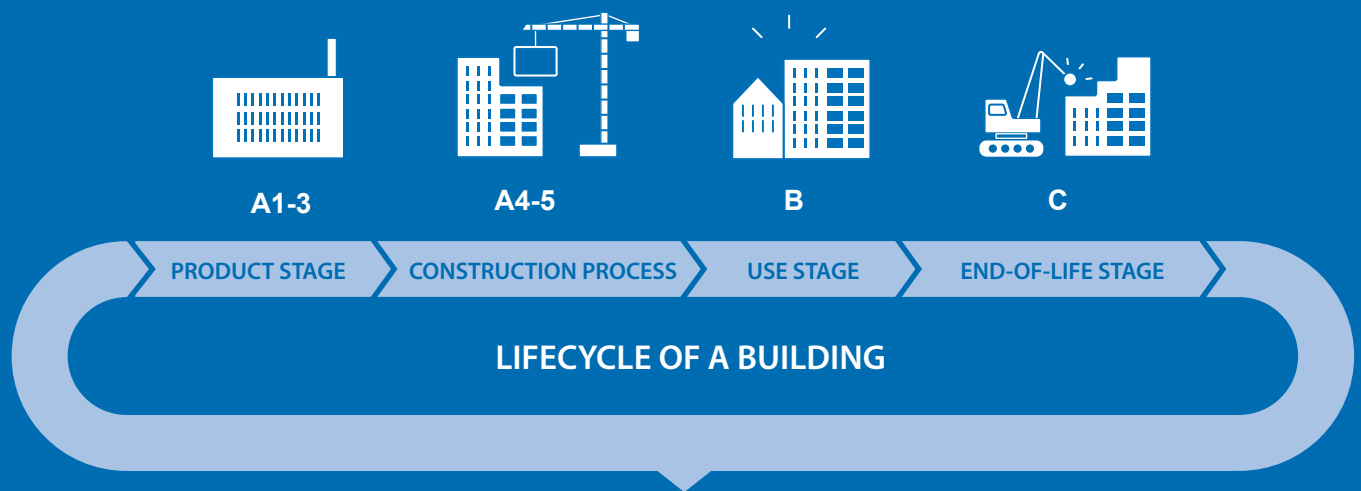 A1-3
A4-5
B
C
PRODUCT STAGE
CONSTRUCTION PROCESS
USE STAGE
END-OF-LIFE STAGE
LIFECYCLE OF A BUILDING